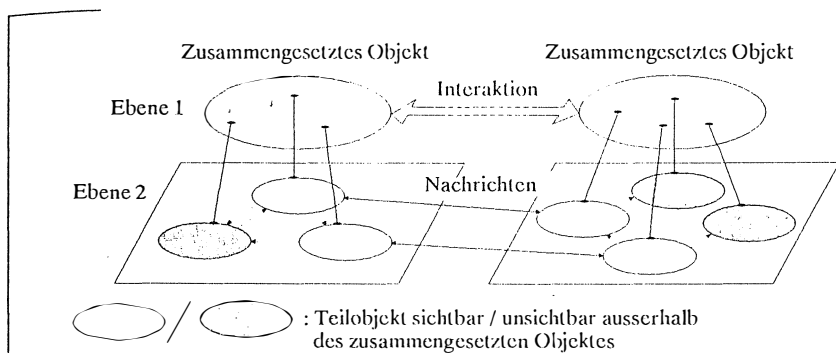 Zusammengesetztes Objekt
Zusammengesetztes Objekt
Interaktion
Ebene 1
Ebene 2
Nachrichten
/ : Teilobjekt sichtbar / unsichtbar ausserhalb
des zusammengesetzten Objektes